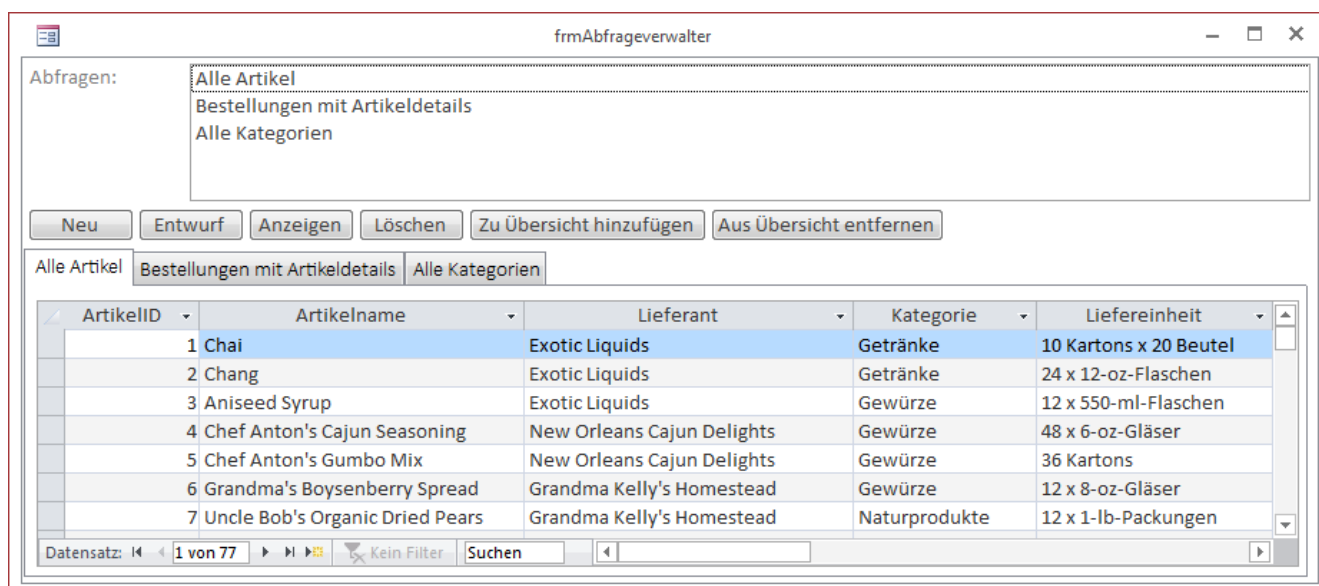 frmAbfrageverwalter
Abfragen:
Alle Artikel
Bestellungen mit Artikeldetails
Alle Kategorien
Neu Entwurf Anzeigen Löschen Zu Übersicht hinzufügen Aus Übersicht entfernen
Alle Artikel Bestellungen mit Artikeldetails Alle Kategorien
ArtikelID Artikelname Lieferant Kategorie Liefereinheit
1 Chai Exotic Liquids Getränke 10 Kartons x 20 Beutel
2 Chang Exotic Liquids Getränke 24 x 12-oz-Flaschen
3 Aniseed Syrup Exotic Liquids Gewürze 12 x 550-ml-Flaschen
4 Chef Anton's Cajun Seasoning New Orleans Cajun Delights Gewürze 48 x 6-oz-Gläser
5 Chef Anton's Gumbo Mix New Orleans Cajun Delights Gewürze 36 Kartons
6 Grandma's Boysenberry Spread Grandma Kelly's Homestead Gewürze 12 x 8-oz-Gläser
7 Uncle Bob's Organic Dried Pears Grandma Kelly's Homestead Naturprodukte 12 x 1-lb-Packungen
Datensatz: 1 von 77 Kein Filter Suchen